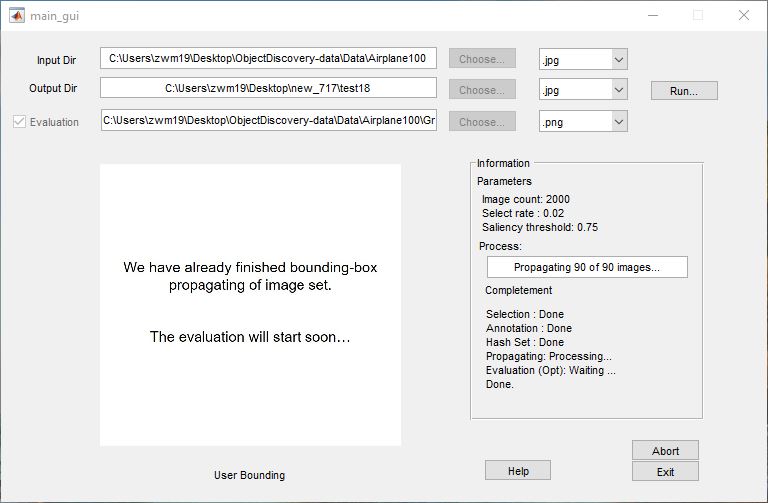 main_gui
Input Dir C:\Users\zwm19\Desktop\ObjectDiscovery-data\Data\Airplane100 Choose... .jpg
Output Dir C:\Users\zwm19\Desktop\new_717\test18 Choose... .jpg Run...
Evaluation C:\Users\zwm19\Desktop\ObjectDiscovery-data\Data\Airplane100\Gr Choose... .png
We have already finished bounding-box
propagating of image set.
The evaluation will start soon…
User Bounding
Information
Parameters
Image count: 2000
Select rate : 0.02
Saliency threshold: 0.75
Process:
Propagating 90 of 90 images...
Completement
Selection : Done
Annotation : Done
Hash Set : Done
Propagating: Processing...
Evaluation (Opt): Waiting ...
Done.
Abort
Help
Exit